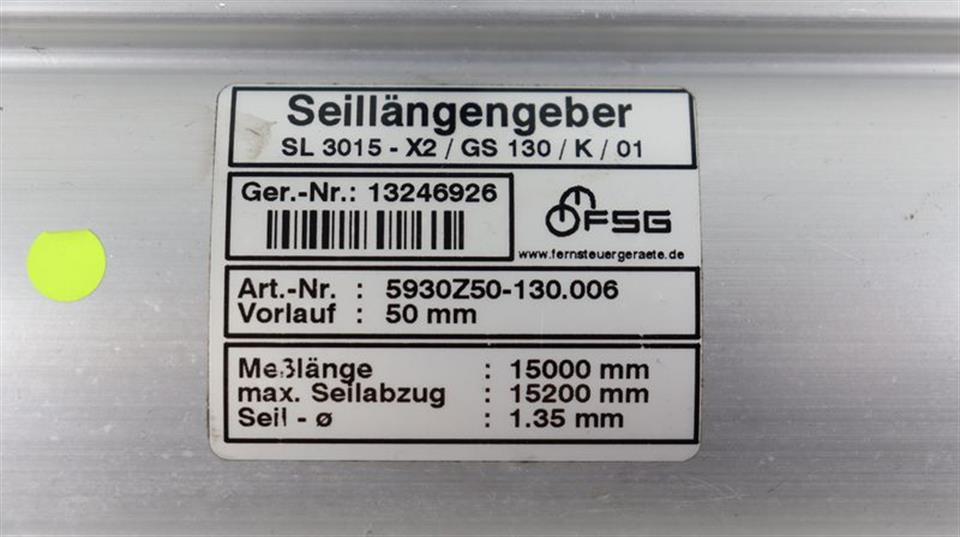 Seillängengeber
SL 3015 - X2 / GS 130 / K / 01
Ger.-Nr.: 13246926
FSG
www.fernsteuergeraete.de
Art.-Nr. : 5930Z50-130.006
Vorlauf : 50 mm
Meßlänge : 15000 mm
max. Seilabzug : 15200 mm
Seil - ø : 1.35 mm